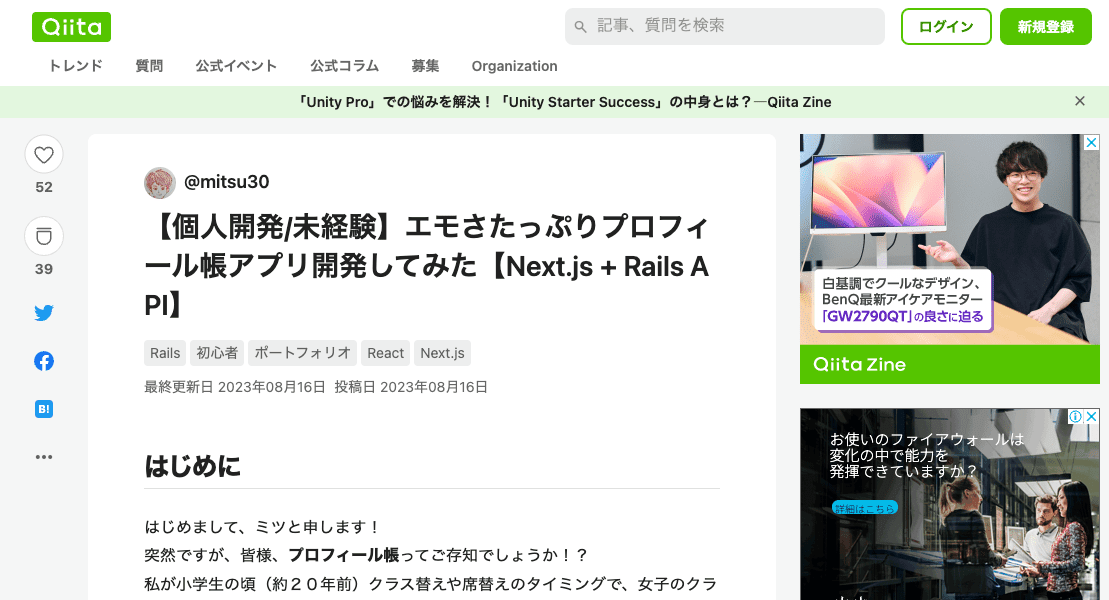 Qiita
記事、質問を検索
ログイン
新規登録
トレンド 質問 公式イベント 公式コラム 募集 Organization
「Unity Pro」での悩みを解決！「Unity Starter Success」の中身とは？―Qiita Zine
52
39
B!
@mitsu30
【個人開発/未経験】エモさたっぷりプロフィ
ール帳アプリ開発してみた【Next.js + Rails A
PI】
Rails 初心者 ポートフォリオ React Next.js
最終更新日 2023年08月16日 投稿日 2023年08月16日
はじめに
はじめまして、ミツと申します！
突然ですが、皆様、プロフィール帳ってご存知でしょうか！？
私が小学生の頃（約２０年前）クラス替えや席替えのタイミングで、女子のクラ
白基調でクールなデザイン、
BenQ最新アイケアモニター
「GW2790QT」の良さに迫る
Qiita Zine
お使いのファイアウォールは
変化の中で能力を
発揮できていますか？
詳細はこちら